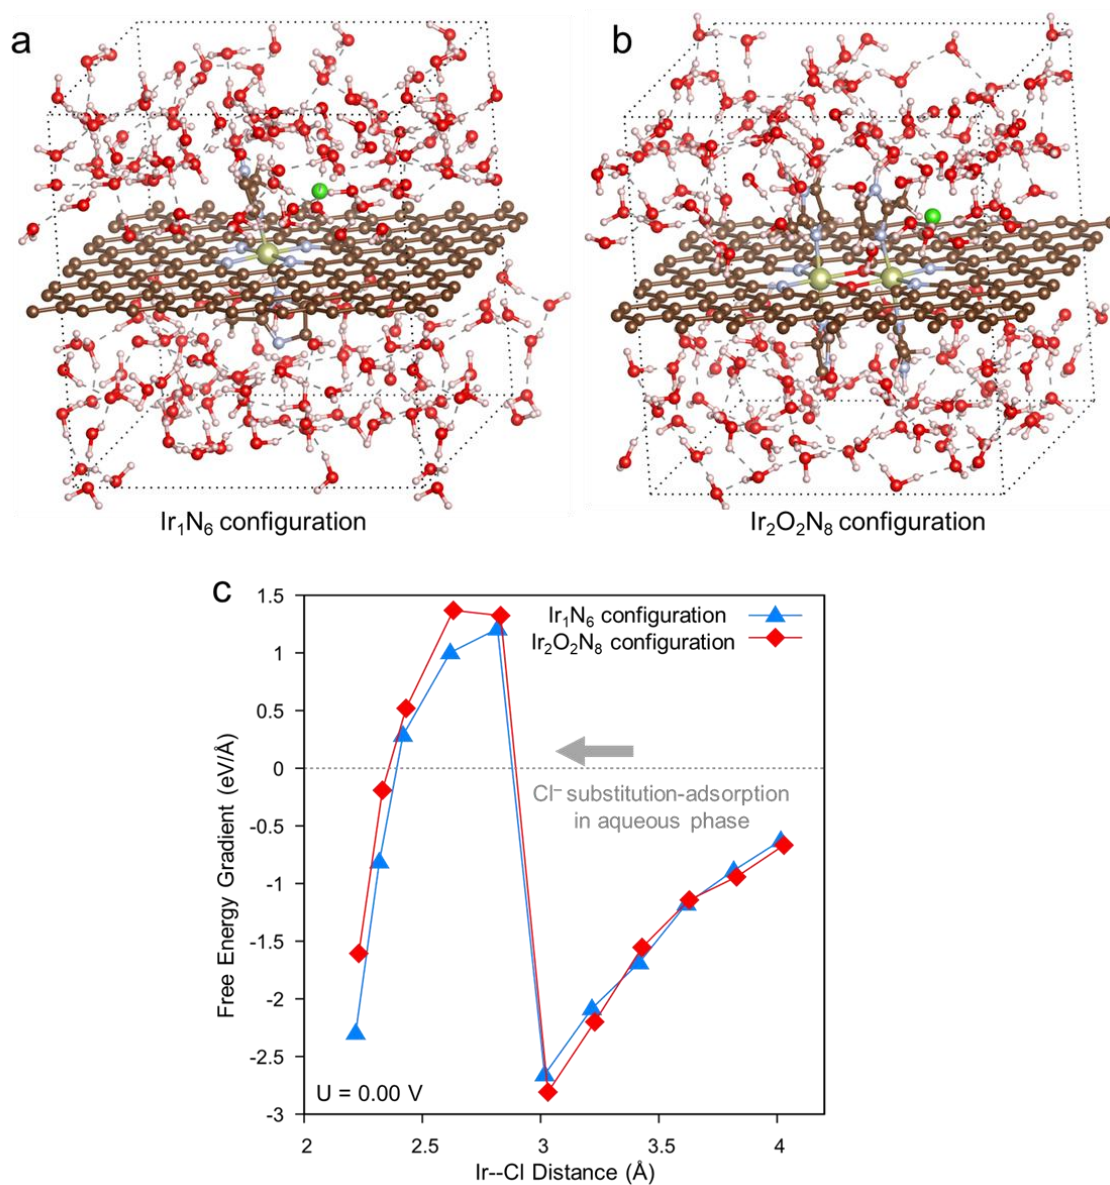 a
b
Ir₁N₆ configuration
Ir₂O₂N₈ configuration
c
Ir₁N₆ configuration
Ir₂O₂N₈ configuration
Cl⁻ substitution-adsorption
in aqueous phase
U = 0.00 V
Free Energy Gradient (eV/Å)
1.5
1
0.5
0
-0.5
-1
-1.5
-2
-2.5
-3
2
2.5
3
3.5
4
Ir--Cl Distance (Å)